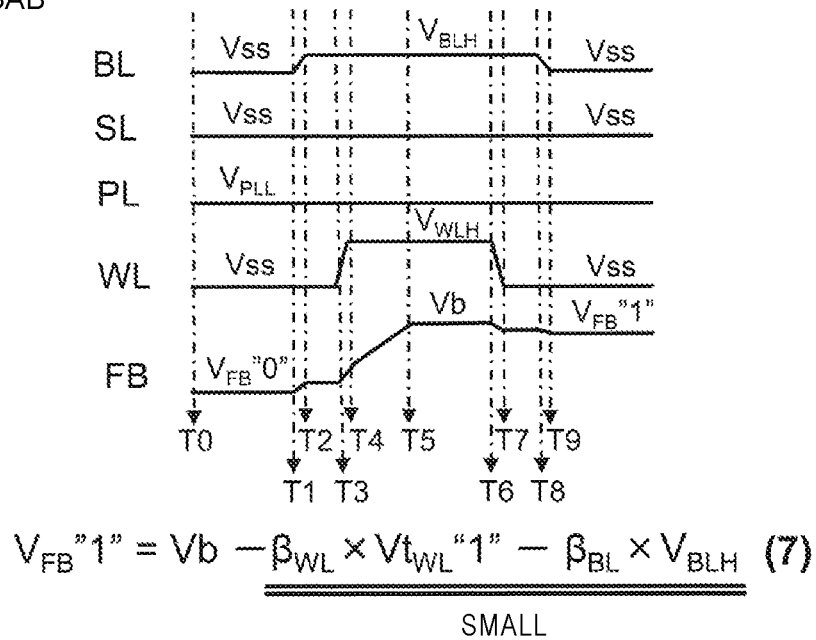 BL Vss V_BLH Vss
SL Vss Vss
PL V_PLL
WL Vss V_WLH Vss
FB V_FB"0" Vb V_FB"1"
T0 T2 T4 T5 T7 T9
T1 T3 T6 T8
V_FB"1" = Vb − β_WL × Vt_WL"1" − β_BL × V_BLH (7)
SMALL